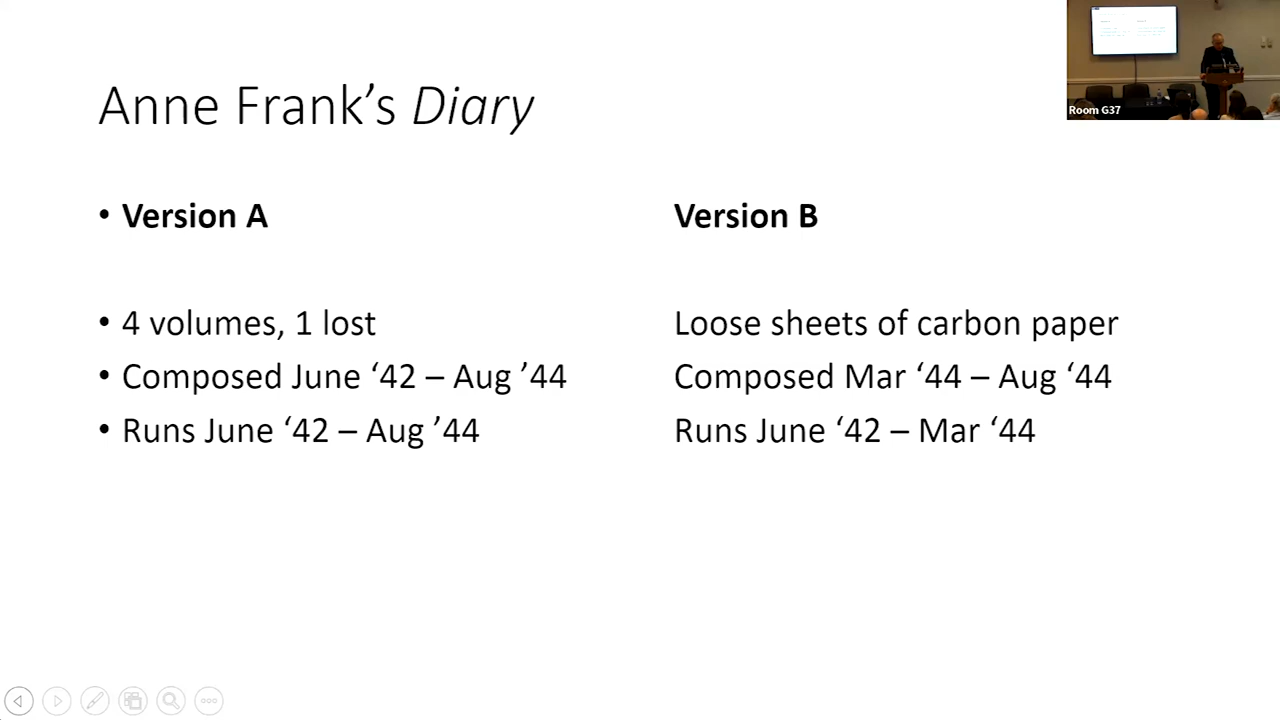 Room G37
Anne Frank’s Diary
• Version A
Version B
• 4 volumes, 1 lost
Loose sheets of carbon paper
• Composed June ‘42 – Aug ’44
Composed Mar ‘44 – Aug ‘44
• Runs June ‘42 – Aug ’44
Runs June ‘42 – Mar ‘44